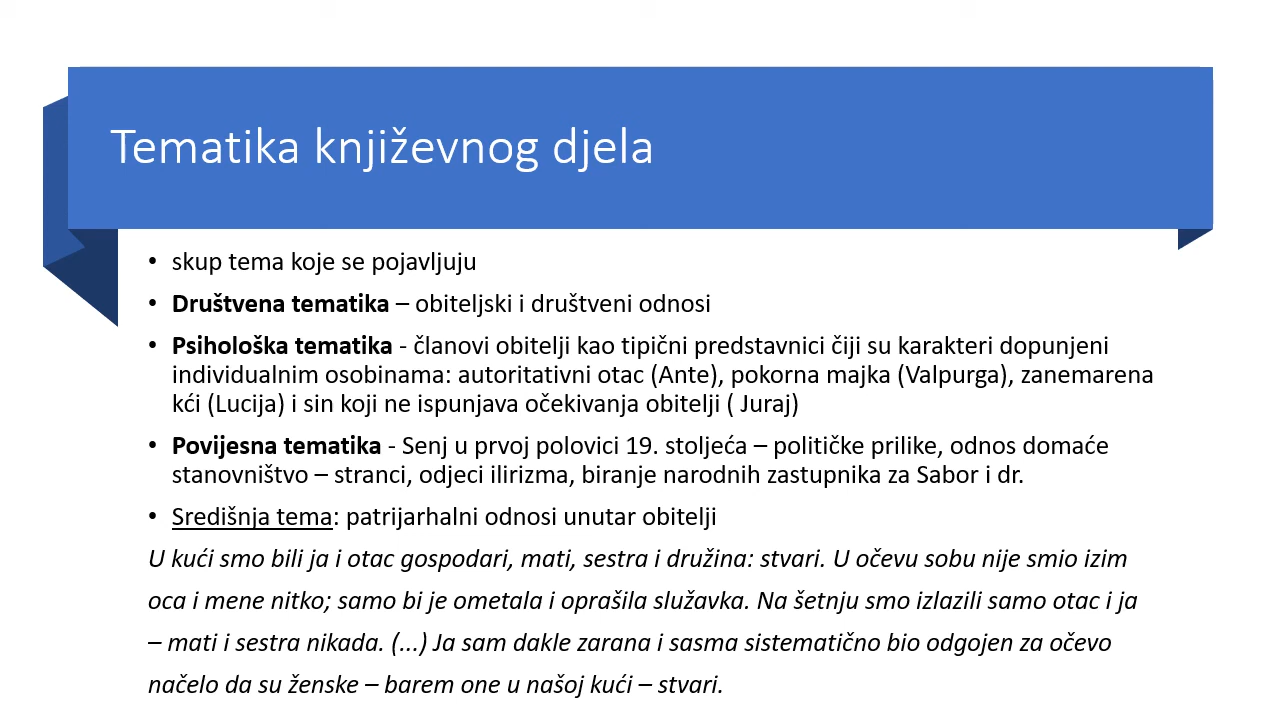 Tematika književnog djela
• skup tema koje se pojavljuju
• Društvena tematika – obiteljski i društveni odnosi
• Psihološka tematika - članovi obitelji kao tipični predstavnici čiji su karakteri dopunjeni
individualnim osobinama: autoritativni otac (Ante), pokorna majka (Valpurga), zanemarena
kći (Lucija) i sin koji ne ispunjava očekivanja obitelji ( Juraj)
• Povijesna tematika - Senj u prvoj polovici 19. stoljeća – političke prilike, odnos domaće
stanovništvo – stranci, odjeci ilirizma, biranje narodnih zastupnika za Sabor i dr.
• Središnja tema: patrijarhalni odnosi unutar obitelji
U kući smo bili ja i otac gospodari, mati, sestra i družina: stvari. U očevu sobu nije smio izim
oca i mene nitko; samo bi je ometala i oprašila služavka. Na šetnju smo izlazili samo otac i ja
– mati i sestra nikada. (...) Ja sam dakle zarana i sasma sistematično bio odgojen za očevo
načelo da su ženske – barem one u našoj kući – stvari.